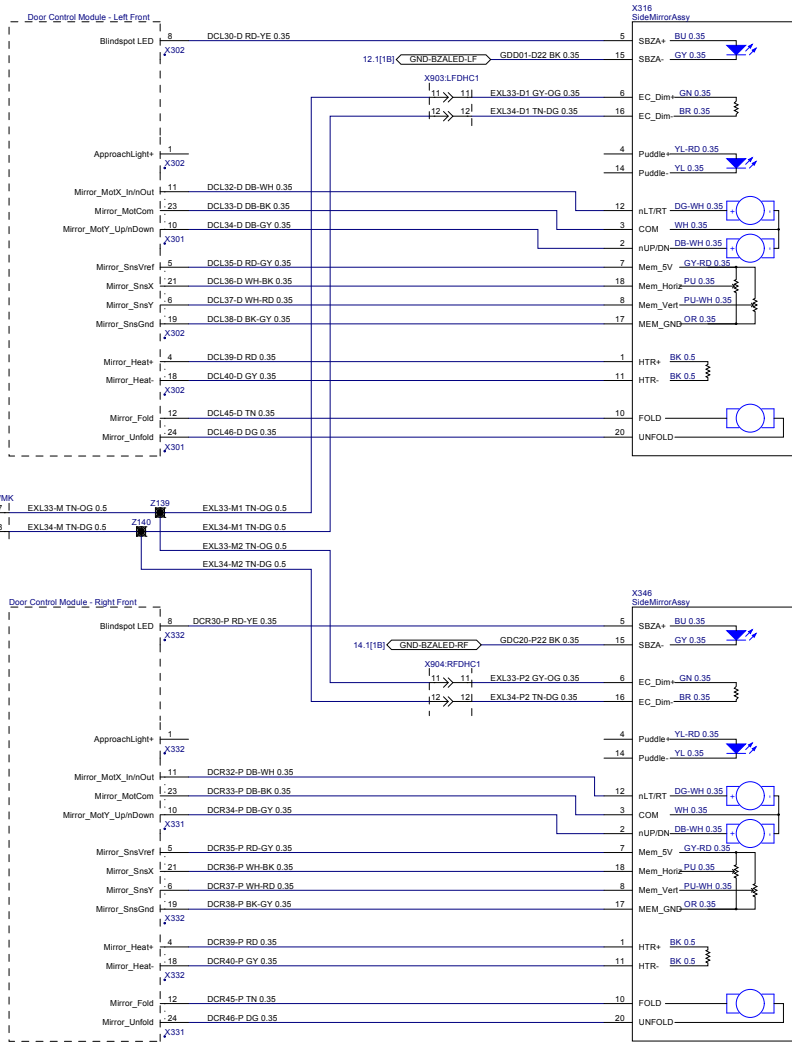 Door Control Module - Left Front
X316
SideMirrorAssy
Blindspot LED 8 DCL30-D RD-YE 0.35 5 SBZA+ BU 0.35
X302
12.1[1B] GND-BZALED-LF GDD01-D22 BK 0.35 15 SBZA- GY 0.35
X903:LFDHC1
11 11 EXL33-D1 GY-OG 0.35 6 EC_Dim+ GN 0.35
12 12 EXL34-D1 TN-DG 0.35 16 EC_Dim- BR 0.35
ApproachLight+ 1 4 Puddle+ YL-RD 0.35
X302
14 Puddle- YL 0.35
Mirror_MotX_In/nOut 11 DCL32-D DB-WH 0.35 12 nLT/RT DG-WH 0.35 + -
Mirror_MotCom 23 DCL33-D DB-BK 0.35 3 COM WH 0.35
Mirror_MotY_Up/nDown 10 DCL34-D DB-GY 0.35 2 nUP/DN DB-WH 0.35 + -
X301
Mirror_SnsVref 5 DCL35-D RD-GY 0.35 7 Mem_5V GY-RD 0.35
Mirror_SnsX 21 DCL36-D WH-BK 0.35 18 Mem_Horiz PU 0.35
Mirror_SnsY 6 DCL37-D WH-RD 0.35 8 Mem_Vert PU-WH 0.35
Mirror_SnsGnd 19 DCL38-D BK-GY 0.35 17 MEM_GND OR 0.35
X302
Mirror_Heat+ 4 DCL39-D RD 0.35 1 HTR+ BK 0.5
Mirror_Heat- 18 DCL40-D GY 0.35 11 HTR- BK 0.5
X302
Mirror_Fold 12 DCL45-D TN 0.35 10 FOLD
Mirror_Unfold 24 DCL46-D DG 0.35 20 UNFOLD
X301
EXL33-M TN-OG 0.5 Z139 EXL33-M1 TN-OG 0.5
EXL34-M TN-DG 0.5 Z140 EXL34-M1 TN-DG 0.5
EXL33-M2 TN-OG 0.5
EXL34-M2 TN-DG 0.5
Door Control Module - Right Front
X346
SideMirrorAssy
Blindspot LED 8 DCR30-P RD-YE 0.35 5 SBZA+ BU 0.35
X332
14.1[1B] GND-BZALED-RF GDC20-P22 BK 0.35 15 SBZA- GY 0.35
X904:RFDHC1
11 11 EXL33-P2 GY-OG 0.35 6 EC_Dim+ GN 0.35
12 12 EXL34-P2 TN-DG 0.35 16 EC_Dim- BR 0.35
ApproachLight+ 1 4 Puddle+ YL-RD 0.35
X332
14 Puddle- YL 0.35
Mirror_MotX_In/nOut 11 DCR32-P DB-WH 0.35 12 nLT/RT DG-WH 0.35 + -
Mirror_MotCom 23 DCR33-P DB-BK 0.35 3 COM WH 0.35
Mirror_MotY_Up/nDown 10 DCR34-P DB-GY 0.35 2 nUP/DN DB-WH 0.35 + -
X331
Mirror_SnsVref 5 DCR35-P RD-GY 0.35 7 Mem_5V GY-RD 0.35
Mirror_SnsX 21 DCR36-P WH-BK 0.35 18 Mem_Horiz PU 0.35
Mirror_SnsY 6 DCR37-P WH-RD 0.35 8 Mem_Vert PU-WH 0.35
Mirror_SnsGnd 19 DCR38-P BK-GY 0.35 17 MEM_GND OR 0.35
X332
Mirror_Heat+ 4 DCR39-P RD 0.35 1 HTR+ BK 0.5
Mirror_Heat- 18 DCR40-P GY 0.35 11 HTR- BK 0.5
X332
Mirror_Fold 12 DCR45-P TN 0.35 10 FOLD
Mirror_Unfold 24 DCR46-P DG 0.35 20 UNFOLD
X331